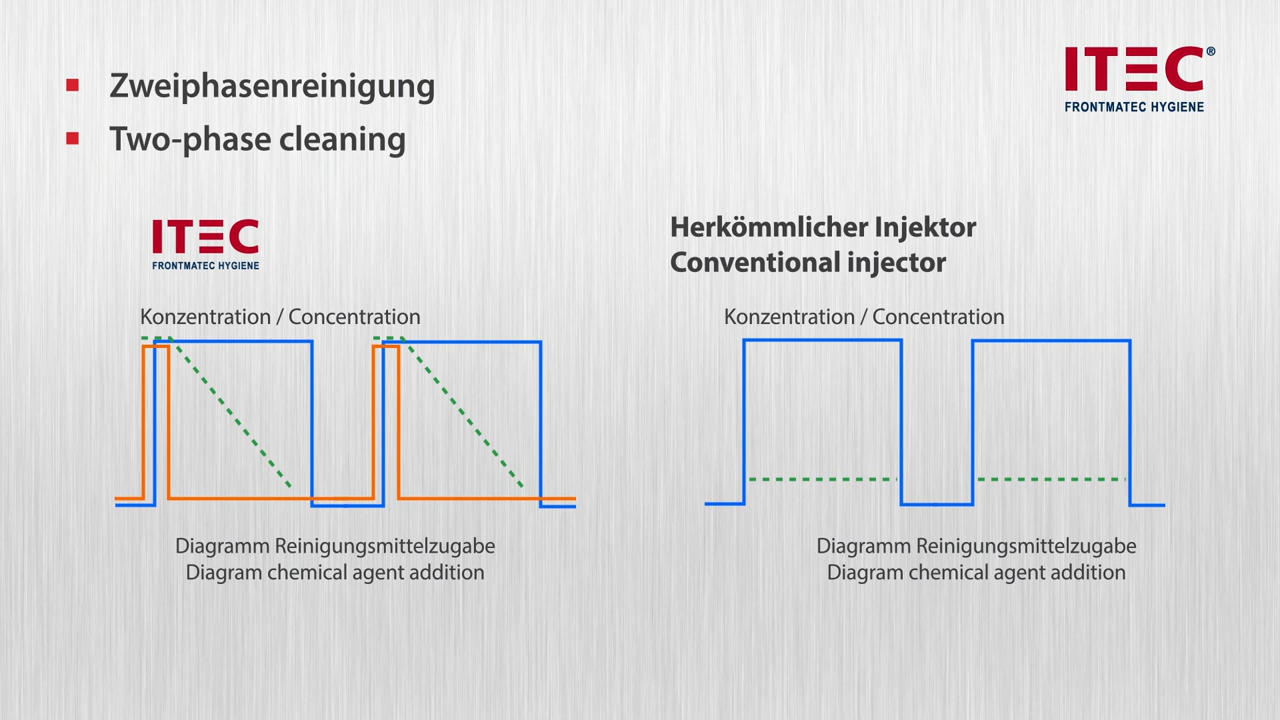 Zweiphasenreinigung
Two-phase cleaning
ITEC®
FRONTMATEC HYGIENE
ITEC
FRONTMATEC HYGIENE
Konzentration / Concentration
Diagramm Reinigungsmittelzugabe
Diagram chemical agent addition
Herkömmlicher Injektor
Conventional injector
Konzentration / Concentration
Diagramm Reinigungsmittelzugabe
Diagram chemical agent addition